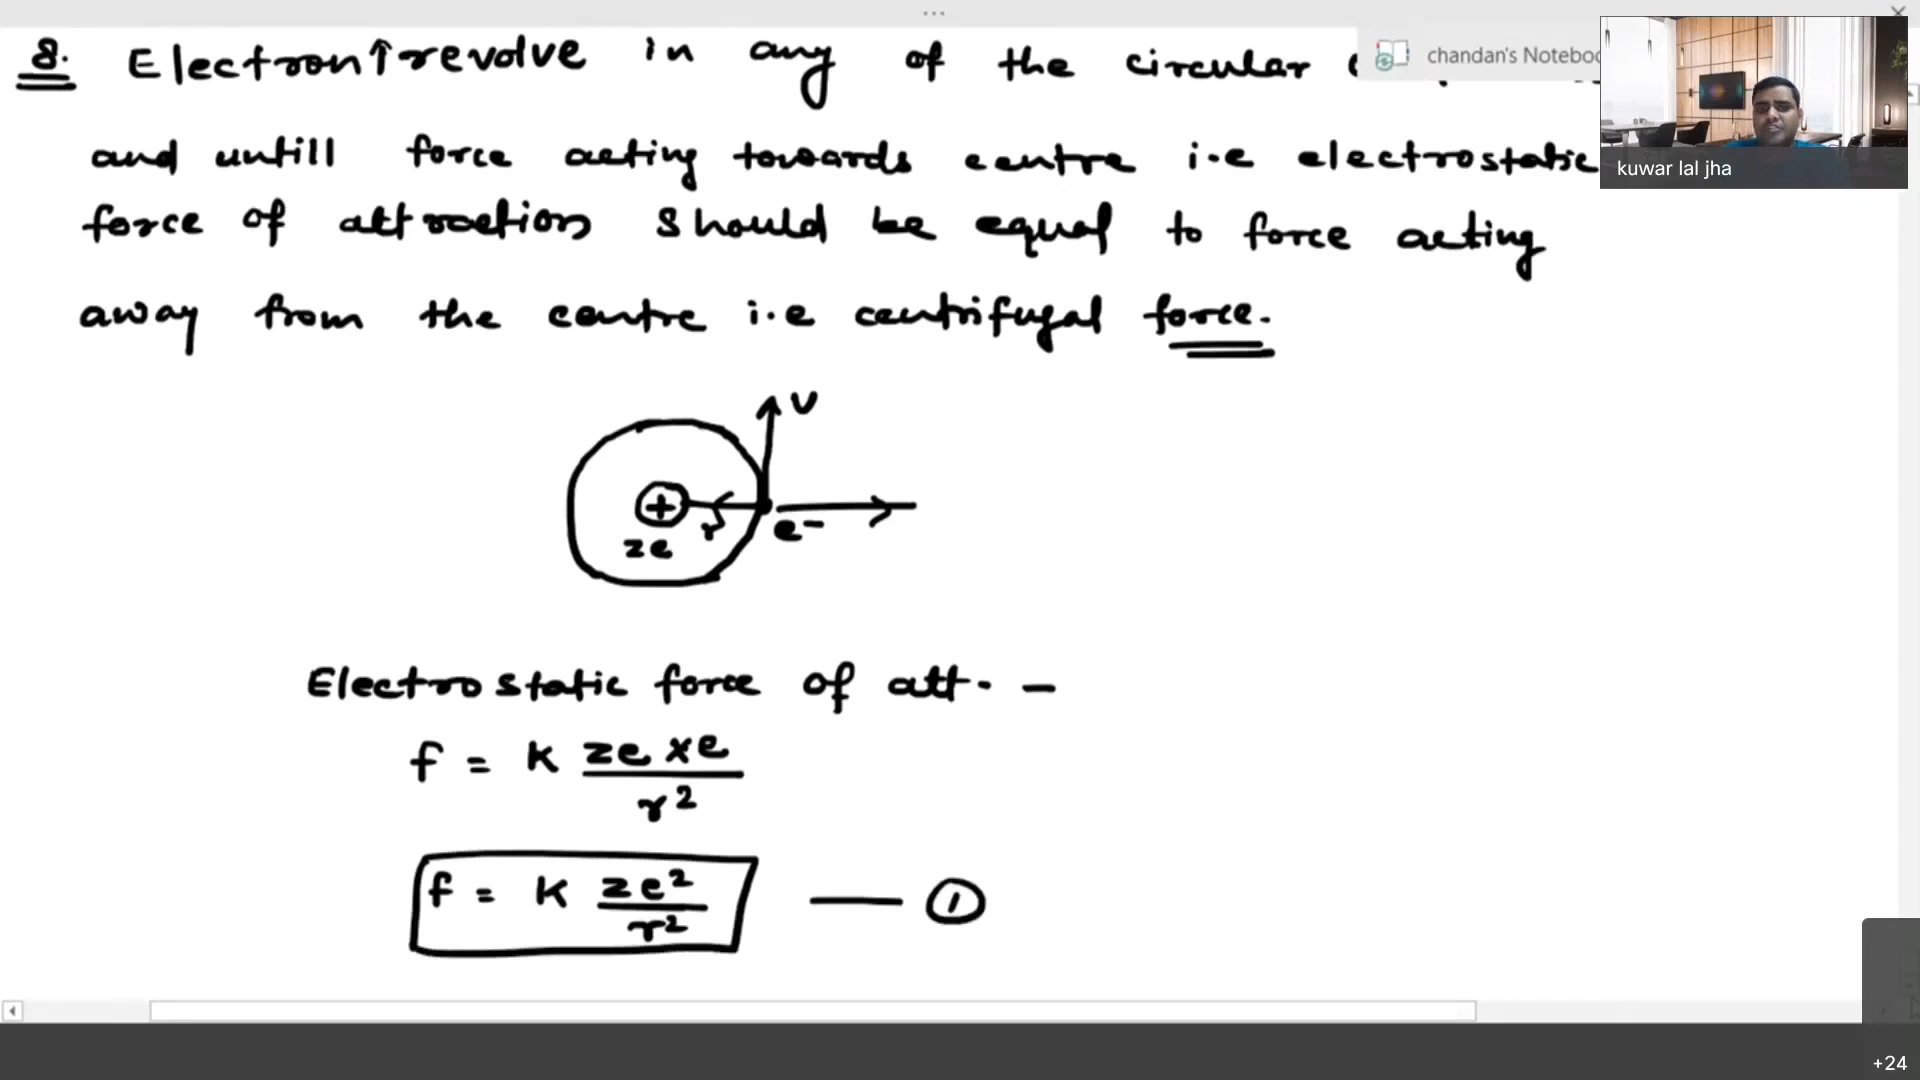 8. Electron↑revolve in any of the circular
chandan's Notebo
and untill force acting towards centre i.e electrostatic
kuwar lal jha
force of attraction should be equal to force acting
away from the centre i.e centrifugal force.
V
+
r
e-
ze
Electrostatic force of att. -
f = K ze xe / r²
f = K ze² / r² — ①
+24